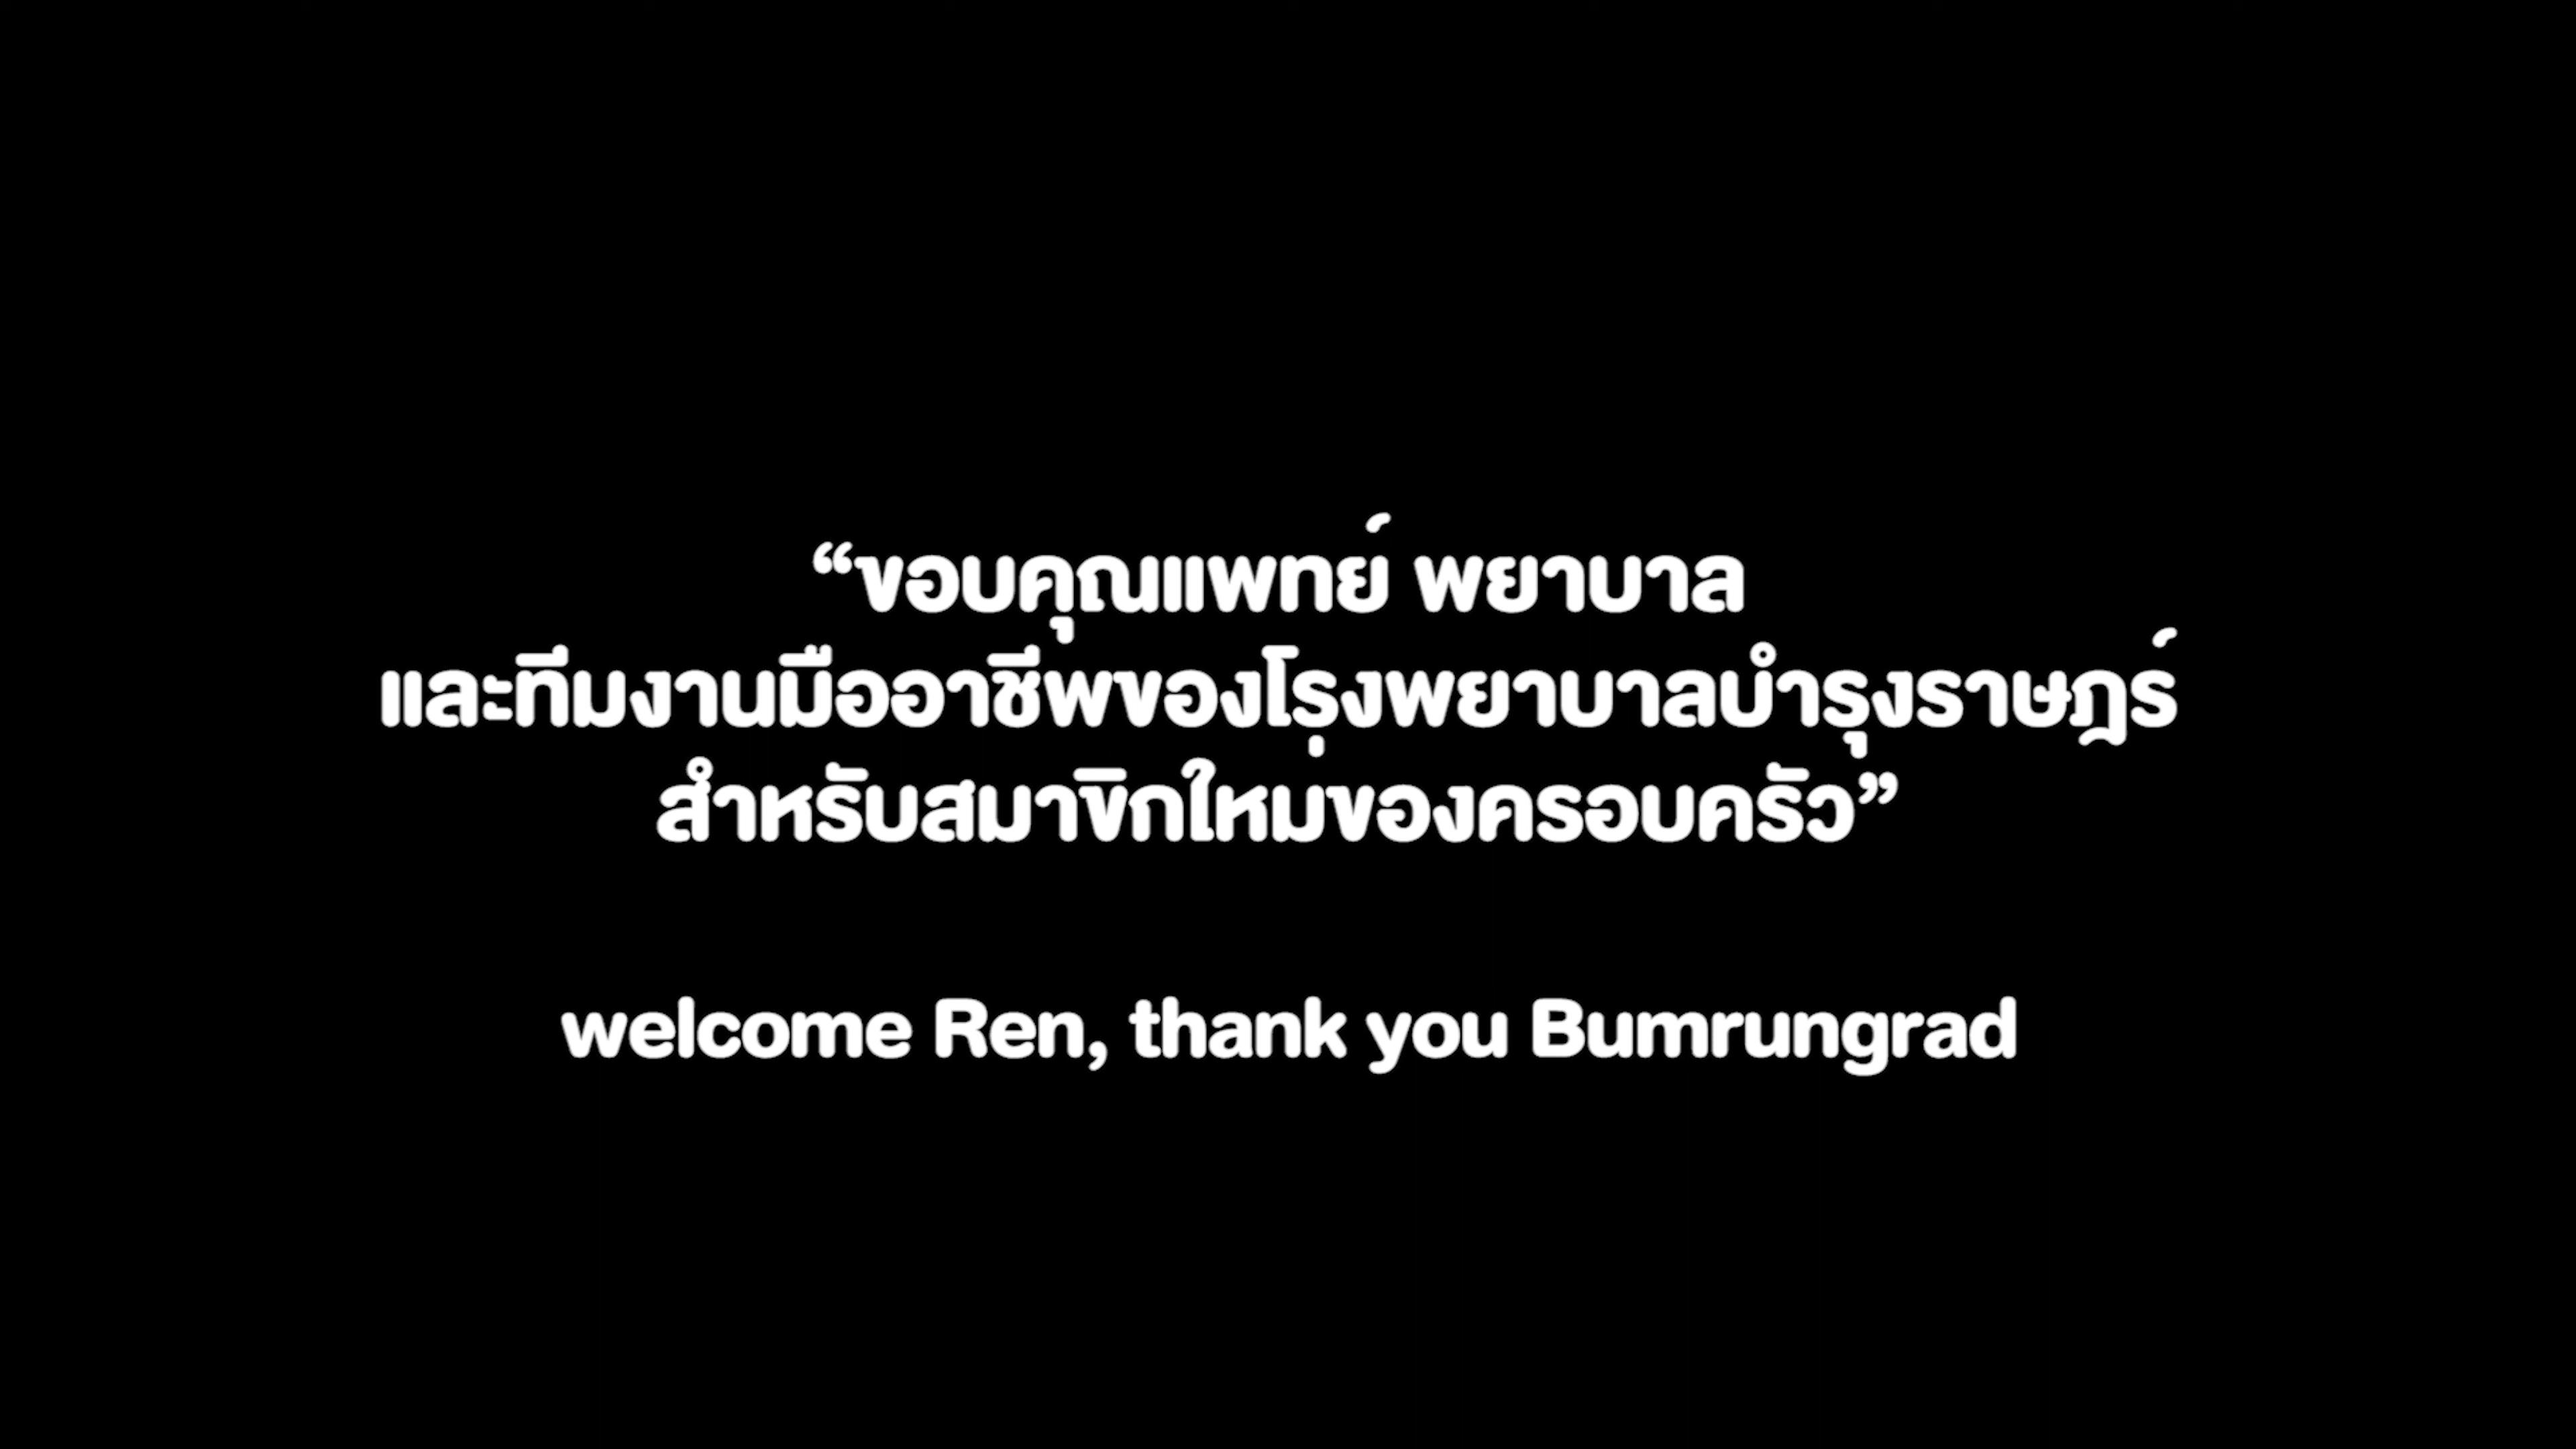 “ขอบคุณแพทย์ พยาบาล
และทีมงานมืออาชีพของโรงพยาบาลบำรุงราษฎร์
สำหรับสมาชิกใหม่ของครอบครัว”
welcome Ren, thank you Bumrungrad